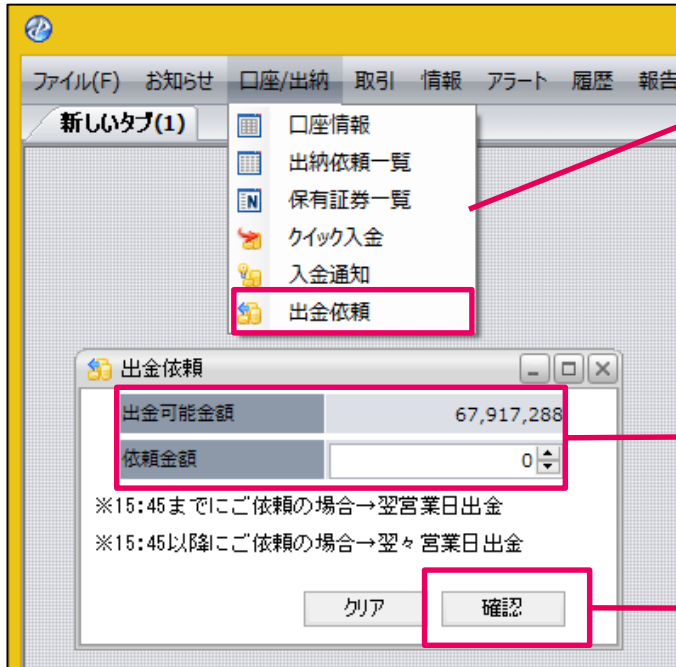 ファイル(F) お知らせ 口座/出納 取引 情報 アラート 履歴 報告
新しいタブ(1)
口座情報
出納依頼一覧
保有証券一覧
クイック入金
入金通知
出金依頼
出金依頼
出金可能金額 67,917,288
依頼金額 0
※15:45までにご依頼の場合→翌営業日出金
※15:45以降にご依頼の場合→翌々営業日出金
クリア 確認